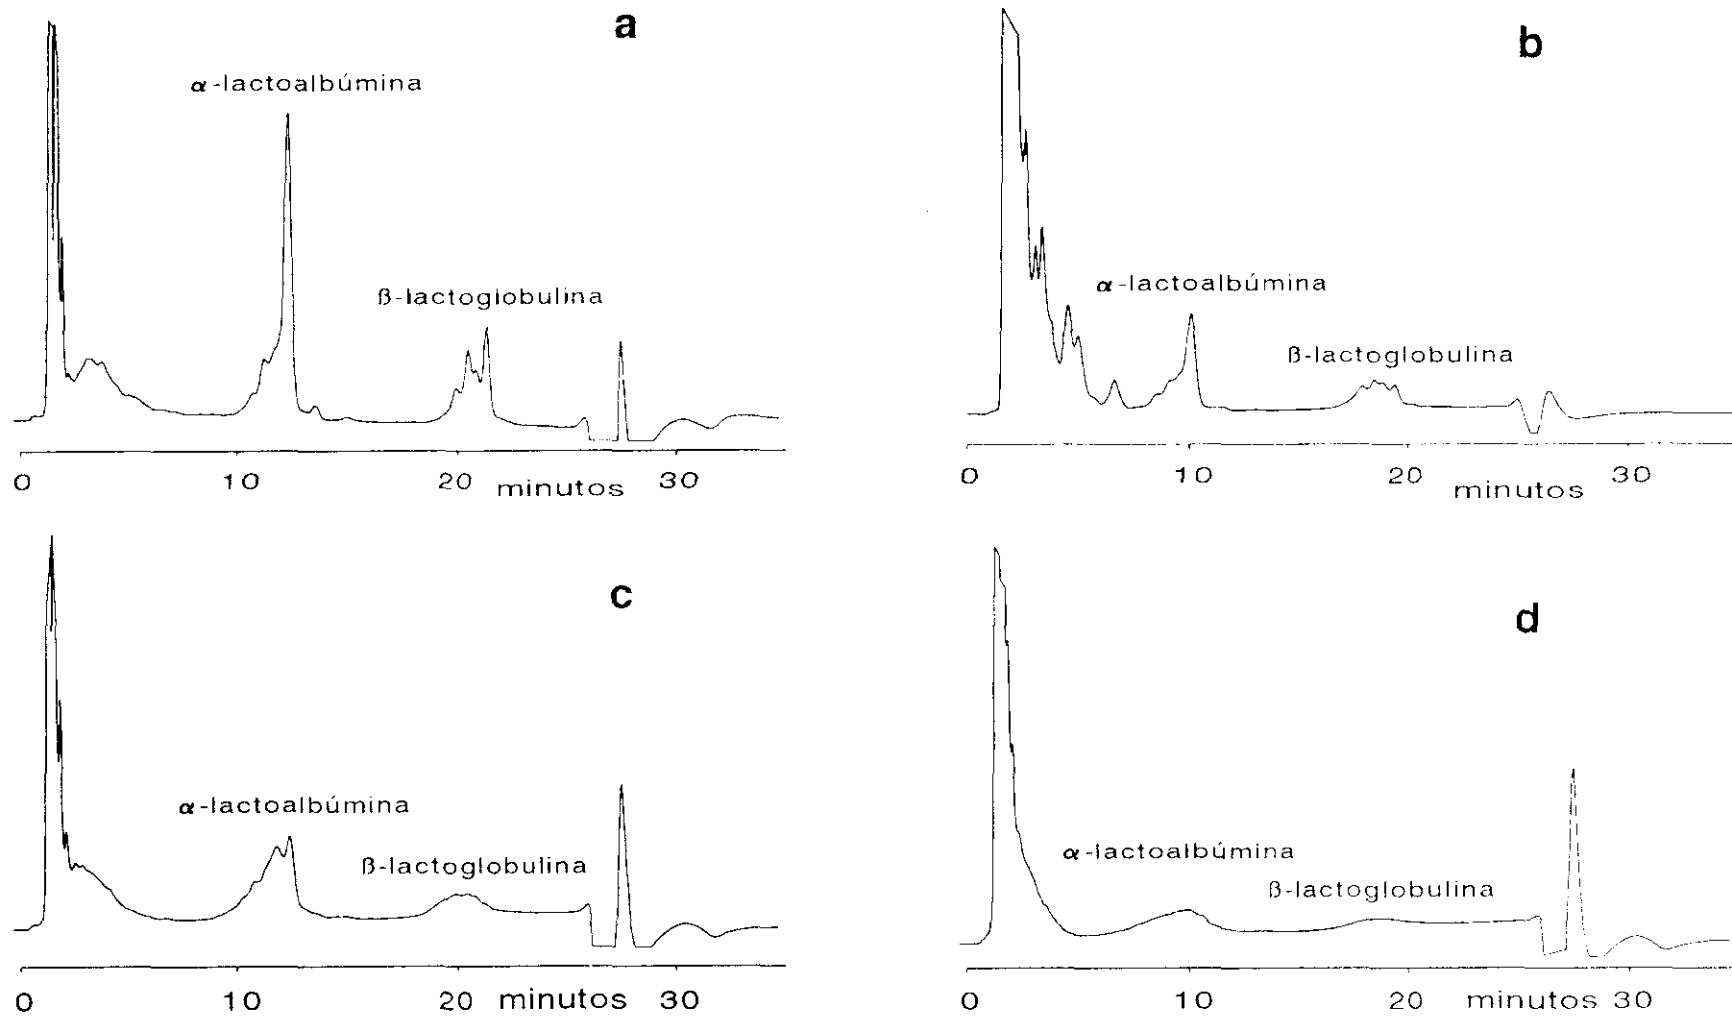 a
α-lactoalbúmina
ß-lactoglobulina
0 10 20 minutos 30
b
α-lactoalbúmina
ß-lactoglobulina
0 10 20 minutos 30
c
α-lactoalbúmina
ß-lactoglobulina
0 10 20 minutos 30
d
α-lactoalbúmina
ß-lactoglobulina
0 10 20 minutos 30